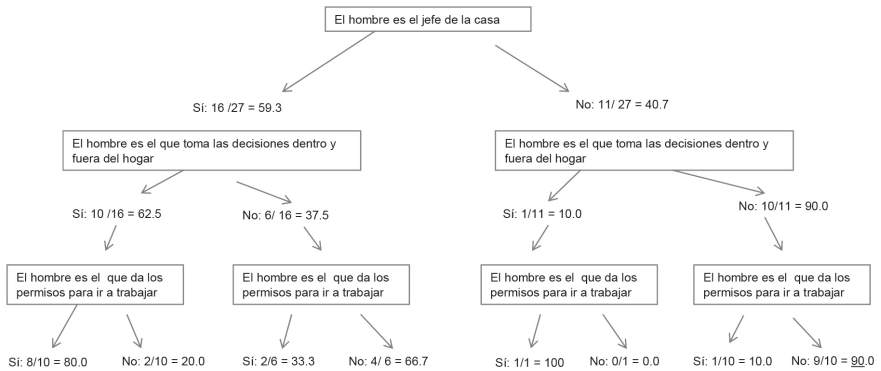 El hombre es el jefe de la casa
Sí: 16 /27 = 59.3
No: 11/ 27 = 40.7
El hombre es el que toma las decisiones dentro y
fuera del hogar
El hombre es el que toma las decisiones dentro y
fuera del hogar
Sí: 10 /16 = 62.5
No: 6/ 16 = 37.5
Sí: 1/11 = 10.0
No: 10/11 = 90.0
El hombre es el que da los
permisos para ir a trabajar
El hombre es el que da los
permisos para ir a trabajar
El hombre es el que da los
permisos para ir a trabajar
El hombre es el que da los
permisos para ir a trabajar
Sí: 8/10 = 80.0
No: 2/10 = 20.0
Sí: 2/6 = 33.3
No: 4/ 6 = 66.7
Sí: 1/1 = 100
No: 0/1 = 0.0
Sí: 1/10 = 10.0
No: 9/10 = 90.0